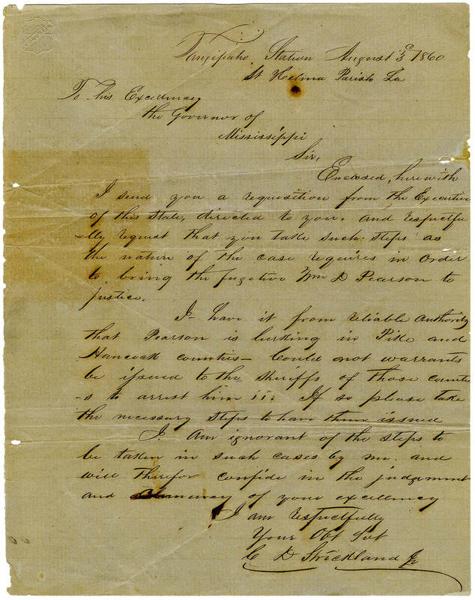 Tangipaho Station August 3d 1860
St Helena Parish La
To his Excellency
the Governor of
Mississippi
Sir,
Enclosed, herewith
I send you a requisition from the Executive
of this State, directed to you. and respectfu
-lly request that you take such steps as
the nature of the case requires in order
to bring the fugitive Wm D Pearson to
justice.
I have it from reliable authority
that Pearson is lurking in Pike and
Hancock counties - Could not warrants
be issued to the sheriffs of those counti
-s to arrest him ? If so please take
the necessary steps to have them issued
I am ignorant of the steps to
be taken in such cases by me. and
will therefor confide in the judgement
and of your excellency
I am respectfully
Your Obt Svt
C D Strickland Jr